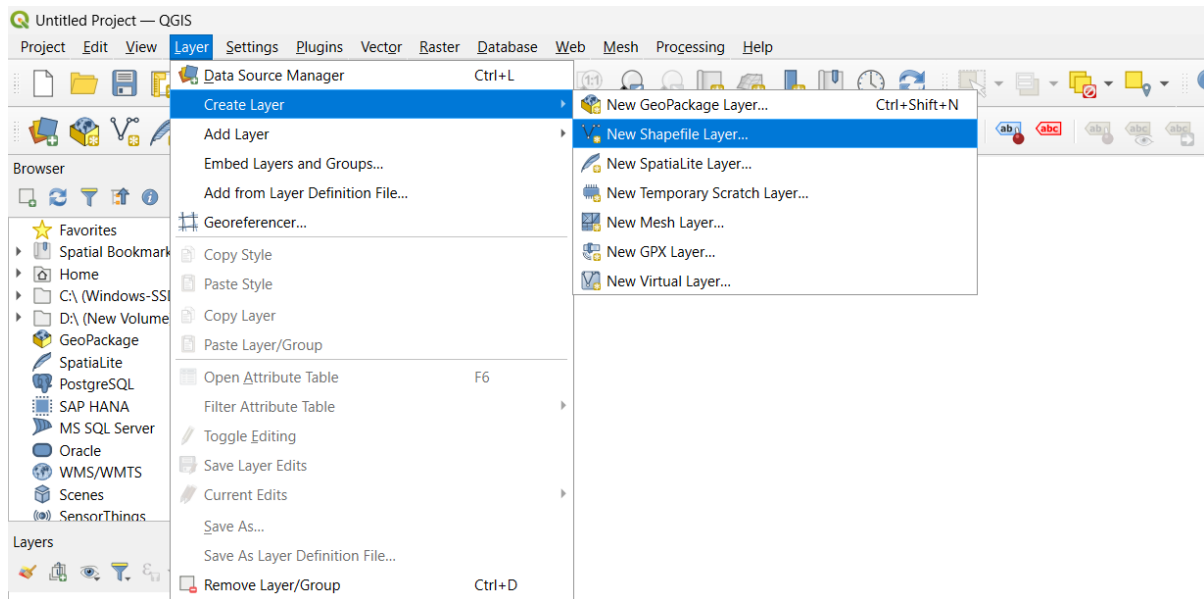 Untitled Project — QGIS
Project Edit View Layer Settings Plugins Vector Raster Database Web Mesh Processing Help
Data Source Manager Ctrl+L
Create Layer
Add Layer
Embed Layers and Groups...
Add from Layer Definition File...
Georeferencer...
Copy Style
Paste Style
Copy Layer
Paste Layer/Group
Open Attribute Table F6
Filter Attribute Table
Toggle Editing
Save Layer Edits
Current Edits
Save As...
Save As Layer Definition File...
Remove Layer/Group Ctrl+D
New GeoPackage Layer... Ctrl+Shift+N
New Shapefile Layer...
New SpatiaLite Layer...
New Temporary Scratch Layer...
New Mesh Layer...
New GPX Layer...
New Virtual Layer...
1:1
ab abc ab abc abc
Browser
Favorites
Spatial Bookmark
Home
C:\ (Windows-SSI
D:\ (New Volume
GeoPackage
SpatiaLite
PostgreSQL
SAP HANA
MS SQL Server
Oracle
WMS/WMTS
Scenes
SensorThings
Layers